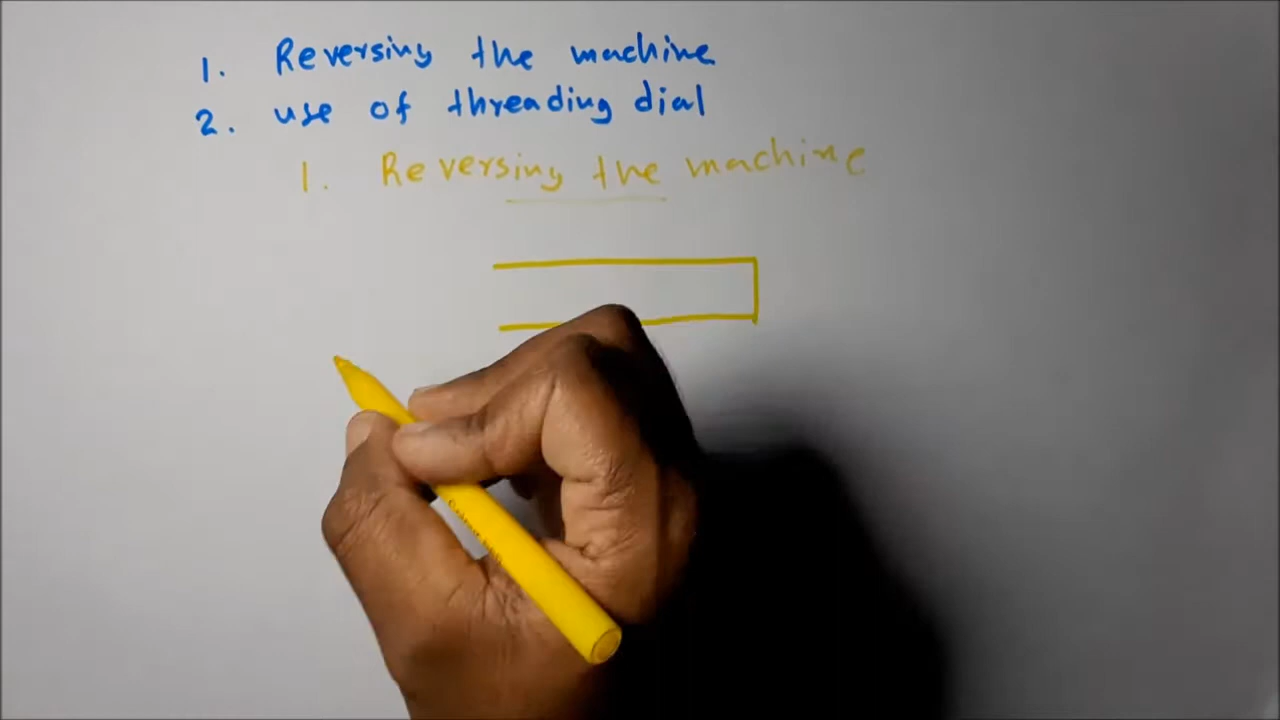 1. Reversing the machine
2. use of threading dial
1. Reversing the machine